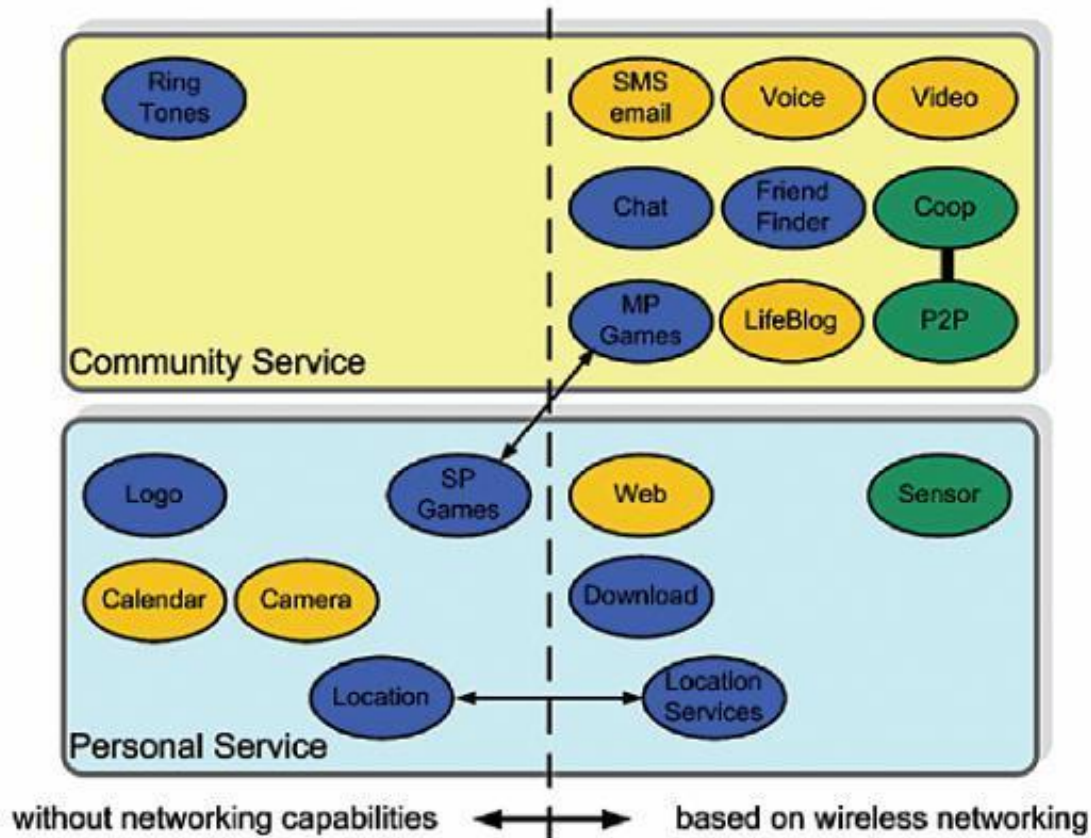 Ring
Tones
SMS
email
Voice
Video
Chat
Friend
Finder
Coop
MP
Games
LifeBlog
P2P
Community Service
Logo
SP
Games
Web
Sensor
Calendar
Camera
Download
Location
Location
Services
Personal Service
without networking capabilities
based on wireless networking